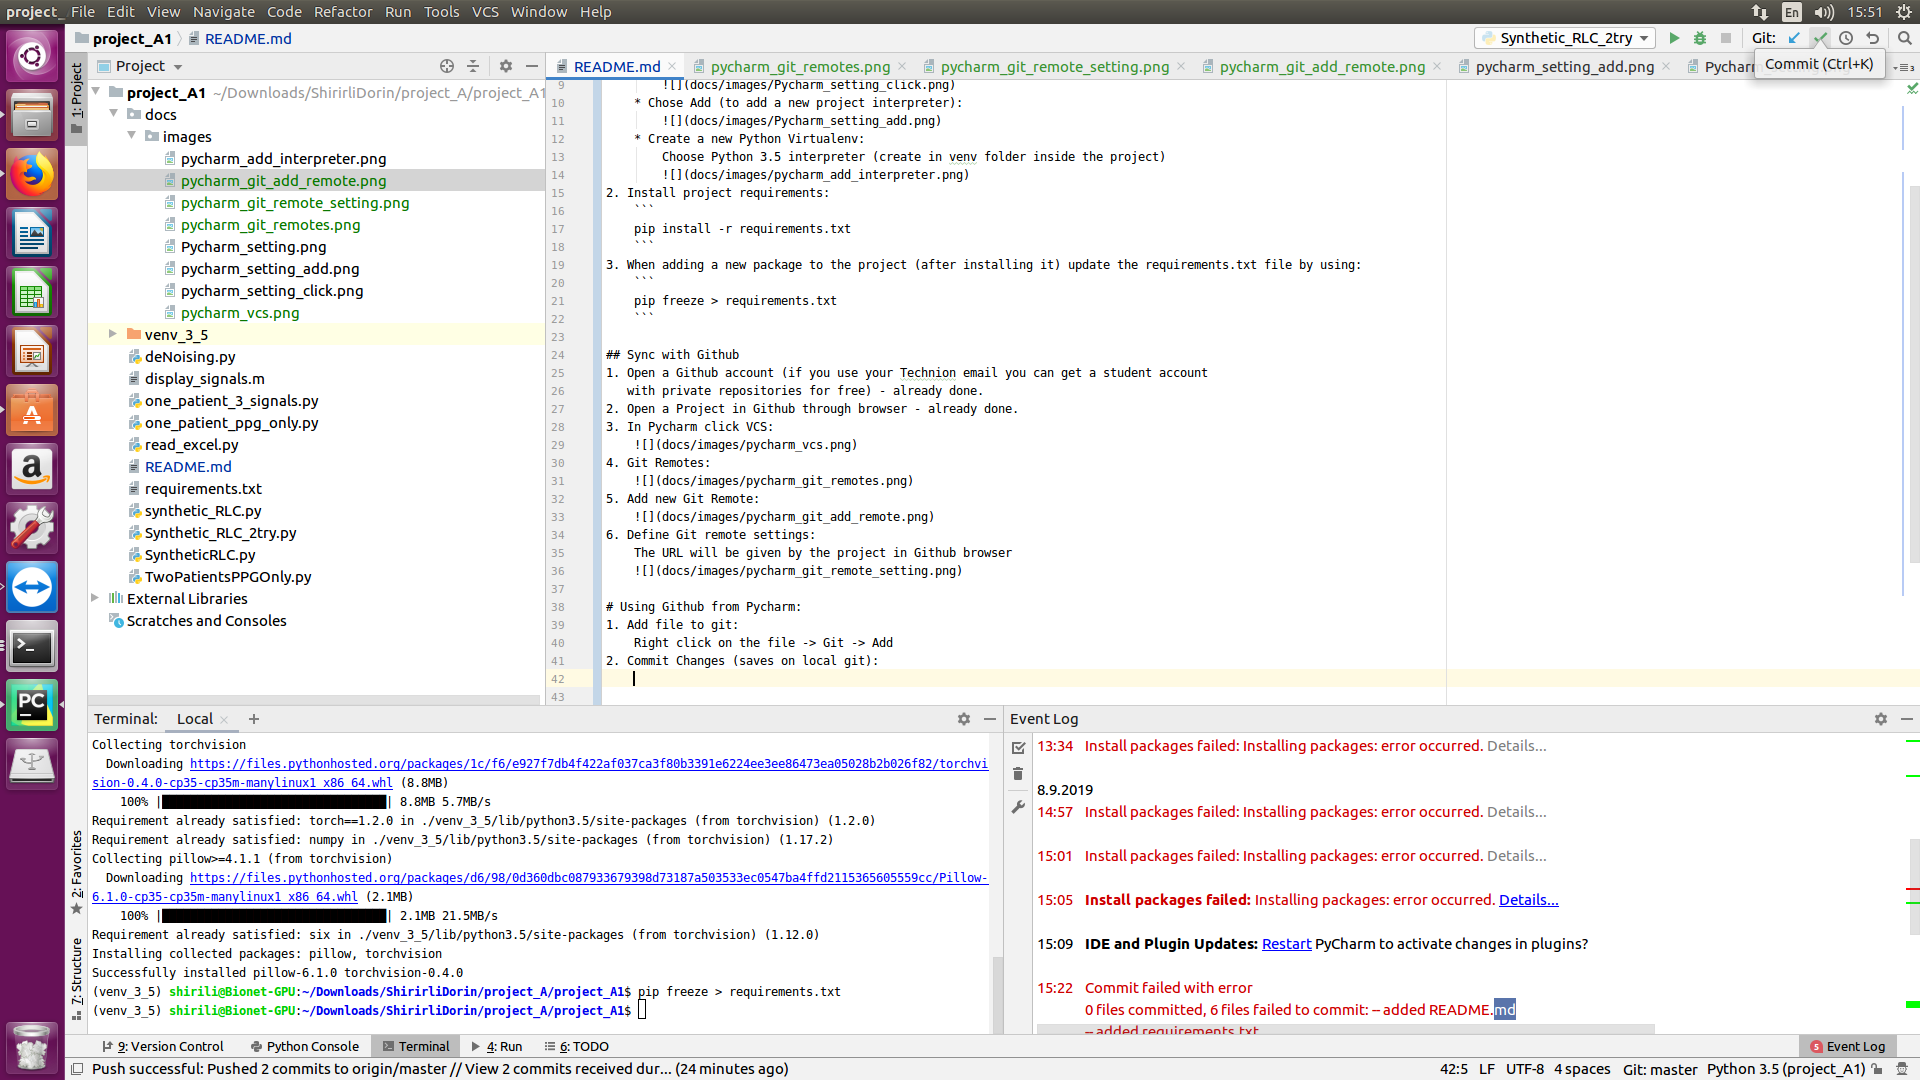 project_ File Edit View Navigate Code Refactor Run Tools VCS Window Help
En 15:51
project_A1 README.md
Synthetic_RLC_2try Git:
Commit (Ctrl+K)
1: Project
Project
README.md pycharm_git_remotes.png pycharm_git_remote_setting.png pycharm_git_add_remote.png pycharm_setting_add.png
project_A1 ~/Downloads/ShirirliDorin/project_A/project_A1
docs
images
pycharm_add_interpreter.png
pycharm_git_add_remote.png
pycharm_git_remote_setting.png
pycharm_git_remotes.png
Pycharm_setting.png
pycharm_setting_add.png
pycharm_setting_click.png
pycharm_vcs.png
venv_3_5
deNoising.py
display_signals.m
one_patient_3_signals.py
one_patient_ppg_only.py
read_excel.py
README.md
requirements.txt
synthetic_RLC.py
Synthetic_RLC_2try.py
SyntheticRLC.py
TwoPatientsPPGOnly.py
External Libraries
Scratches and Consoles
9 ![](docs/images/Pycharm_setting_click.png)
10 * Chose Add (to add a new project interpreter):
11 ![](docs/images/Pycharm_setting_add.png)
12 * Create a new Python Virtualenv:
13 Choose Python 3.5 interpreter (create in venv folder inside the project)
14 ![](docs/images/Pycharm_add_interpreter.png)
15 2. Install project requirements:
16 ```
17 pip install -r requirements.txt
18 ```
19 3. When adding a new package to the project (after installing it) update the requirements.txt file by using:
20 ```
21 pip freeze > requirements.txt
22 ```
23
24 ## Sync with Github
25 1. Open a Github account (if you use your Technion email you can get a student account
26 with private repositories for free) - already done.
27 2. Open a Project in Github through browser - already done.
28 3. In Pycharm click VCS:
29 ![](docs/images/pycharm_vcs.png)
30 4. Git Remotes:
31 ![](docs/images/pycharm_git_remotes.png)
32 5. Add new Git Remote:
33 ![](docs/images/pycharm_git_add_remote.png)
34 6. Define Git remote settings:
35 The URL will be given by the project in Github browser
36 ![](docs/images/pycharm_git_remote_setting.png)
37
38 # Using Github from Pycharm:
39 1. Add file to git:
40 Right click on the file -> Git -> Add
41 2. Commit Changes (saves on local git):
42
43
2: Favorites
7: Structure
Terminal: Local +
Collecting torchvision
Downloading https://files.pythonhosted.org/packages/1c/f6/e927f7db4f422af037ca3f80b3391e6224ee3ee86473ea05028b2b026f82/torchvi
sion-0.4.0-cp35-cp35m-manylinux1_x86_64.whl (8.8MB)
100% | | 8.8MB 5.7MB/s
Requirement already satisfied: torch==1.2.0 in ./venv_3_5/lib/python3.5/site-packages (from torchvision) (1.2.0)
Requirement already satisfied: numpy in ./venv_3_5/lib/python3.5/site-packages (from torchvision) (1.17.2)
Collecting pillow>=4.1.1 (from torchvision)
Downloading https://files.pythonhosted.org/packages/d6/98/0d360dbc087933679398d73187a503533ec0547ba4ffd2115365605559cc/Pillow-
6.1.0-cp35-cp35m-manylinux1_x86_64.whl (2.1MB)
100% | | 2.1MB 21.5MB/s
Requirement already satisfied: six in ./venv_3_5/lib/python3.5/site-packages (from torchvision) (1.12.0)
Installing collected packages: pillow, torchvision
Successfully installed pillow-6.1.0 torchvision-0.4.0
(venv_3_5) shirili@Bionet-GPU:~/Downloads/ShirirliDorin/project_A/project_A1$ pip freeze > requirements.txt
(venv_3_5) shirili@Bionet-GPU:~/Downloads/ShirirliDorin/project_A/project_A1$
Event Log
13:34 Install packages failed: Installing packages: error occurred. Details...
8.9.2019
14:57 Install packages failed: Installing packages: error occurred. Details...
15:01 Install packages failed: Installing packages: error occurred. Details...
15:05 Install packages failed: Installing packages: error occurred. Details...
15:09 IDE and Plugin Updates: Restart PyCharm to activate changes in plugins?
15:22 Commit failed with error
0 files committed, 6 files failed to commit: -- added README.md
-- added requirements.txt
9: Version Control Python Console Terminal 4: Run 6: TODO 5 Event Log
Push successful: Pushed 2 commits to origin/master // View 2 commits received dur... (24 minutes ago) 42:5 LF UTF-8 4 spaces Git: master Python 3.5 (project_A1)